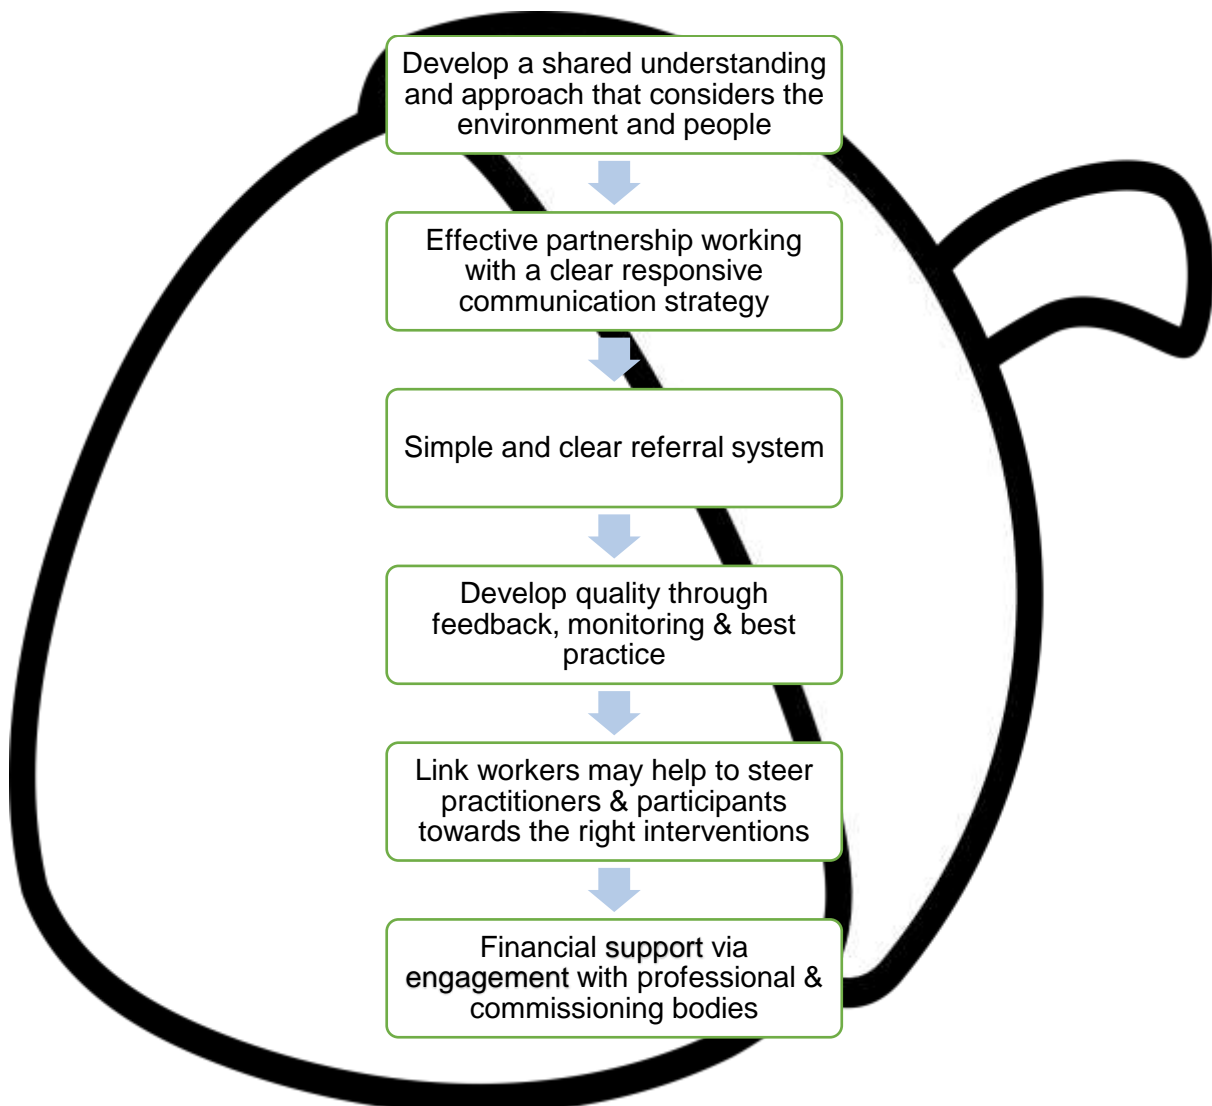 Develop a shared understanding
and approach that considers the
environment and people
Effective partnership working
with a clear responsive
communication strategy
Simple and clear referral system
Develop quality through
feedback, monitoring & best
practice
Link workers may help to steer
practitioners & participants
towards the right interventions
Financial support via
engagement with professional &
commissioning bodies